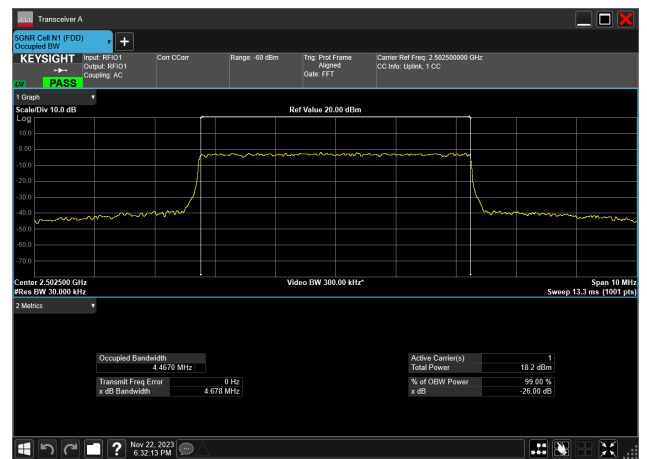 Transceiver A
5GNR Cell N1 (FDD)
Occupied BW
KEYSIGHT Input: RFIO1 Corr CCorr Range: -60 dBm Trig: Prot Frame Carrier Ref Freq: 2.502500000 GHz
Output: RFIO1 Aligned CC Info: Uplink, 1 CC
Coupling: AC Gate: FFT
PASS
1 Graph
Scale/Div 10.0 dB Ref Value 20.00 dBm
Log
10.0
0.00
-10.0
-20.0
-30.0
-40.0
-50.0
-60.0
-70.0
Center 2.502500 GHz Video BW 300.00 kHz* Span 10 MHz
#Res BW 30.000 kHz Sweep 13.3 ms (1001 pts)
2 Metrics
Occupied Bandwidth Active Carrier(s) 1
4.4670 MHz Total Power 18.2 dBm
Transmit Freq Error 0 Hz % of OBW Power 99.00 %
x dB Bandwidth 4.678 MHz x dB -26.00 dB
Nov 22, 2023
6:32:13 PM